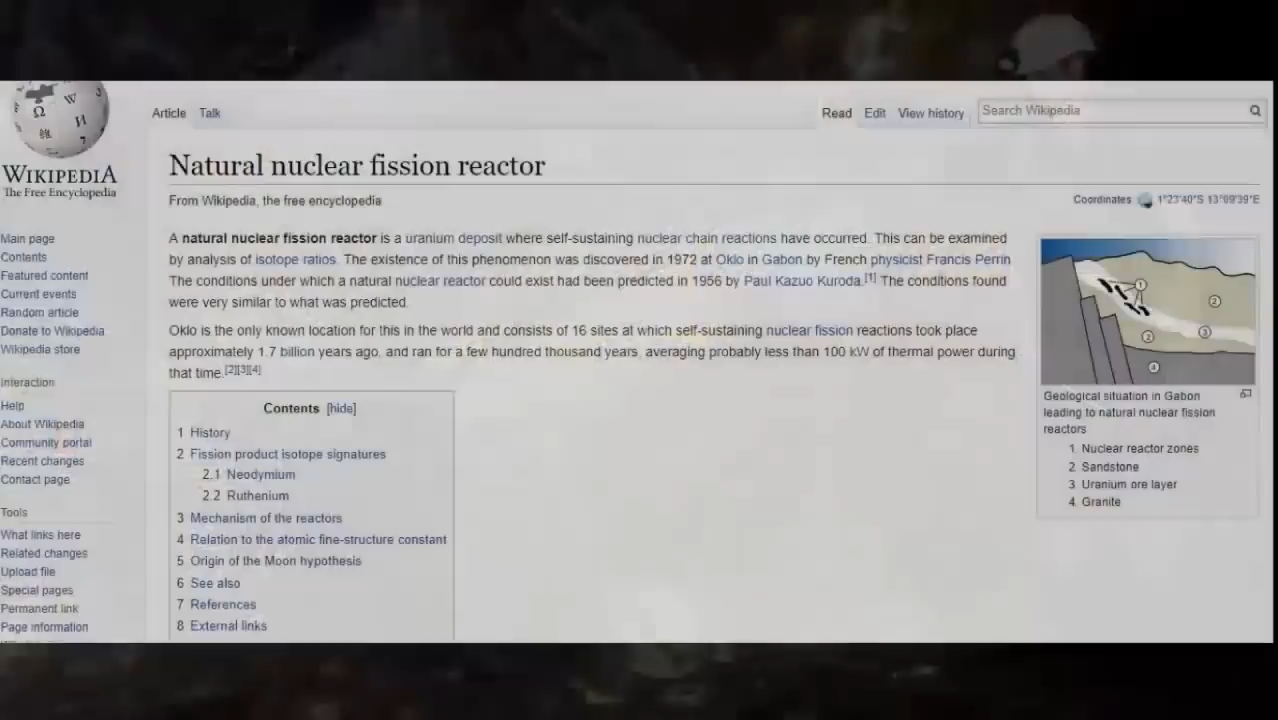 Article Talk
Read Edit View history Search Wikipedia
WIKIPEDIA
The Free Encyclopedia
Main page
Contents
Featured content
Current events
Random article
Donate to Wikipedia
Wikipedia store
Interaction
Help
About Wikipedia
Community portal
Recent changes
Contact page
Tools
What links here
Related changes
Upload file
Special pages
Permanent link
Page information
Natural nuclear fission reactor
From Wikipedia, the free encyclopedia
Coordinates 1°23′40″S 13°09′39″E
A natural nuclear fission reactor is a uranium deposit where self-sustaining nuclear chain reactions have occurred. This can be examined
by analysis of isotope ratios. The existence of this phenomenon was discovered in 1972 at Oklo in Gabon by French physicist Francis Perrin
The conditions under which a natural nuclear reactor could exist had been predicted in 1956 by Paul Kazuo Kuroda.[1] The conditions found
were very similar to what was predicted.
Oklo is the only known location for this in the world and consists of 16 sites at which self-sustaining nuclear fission reactions took place
approximately 1.7 billion years ago, and ran for a few hundred thousand years, averaging probably less than 100 kW of thermal power during
that time.[2][3][4]
Contents [hide]
1 History
2 Fission product isotope signatures
2.1 Neodymium
2.2 Ruthenium
3 Mechanism of the reactors
4 Relation to the atomic fine-structure constant
5 Origin of the Moon hypothesis
6 See also
7 References
8 External links
1
2
3
2
4
Geological situation in Gabon
leading to natural nuclear fission
reactors
1. Nuclear reactor zones
2. Sandstone
3. Uranium ore layer
4. Granite